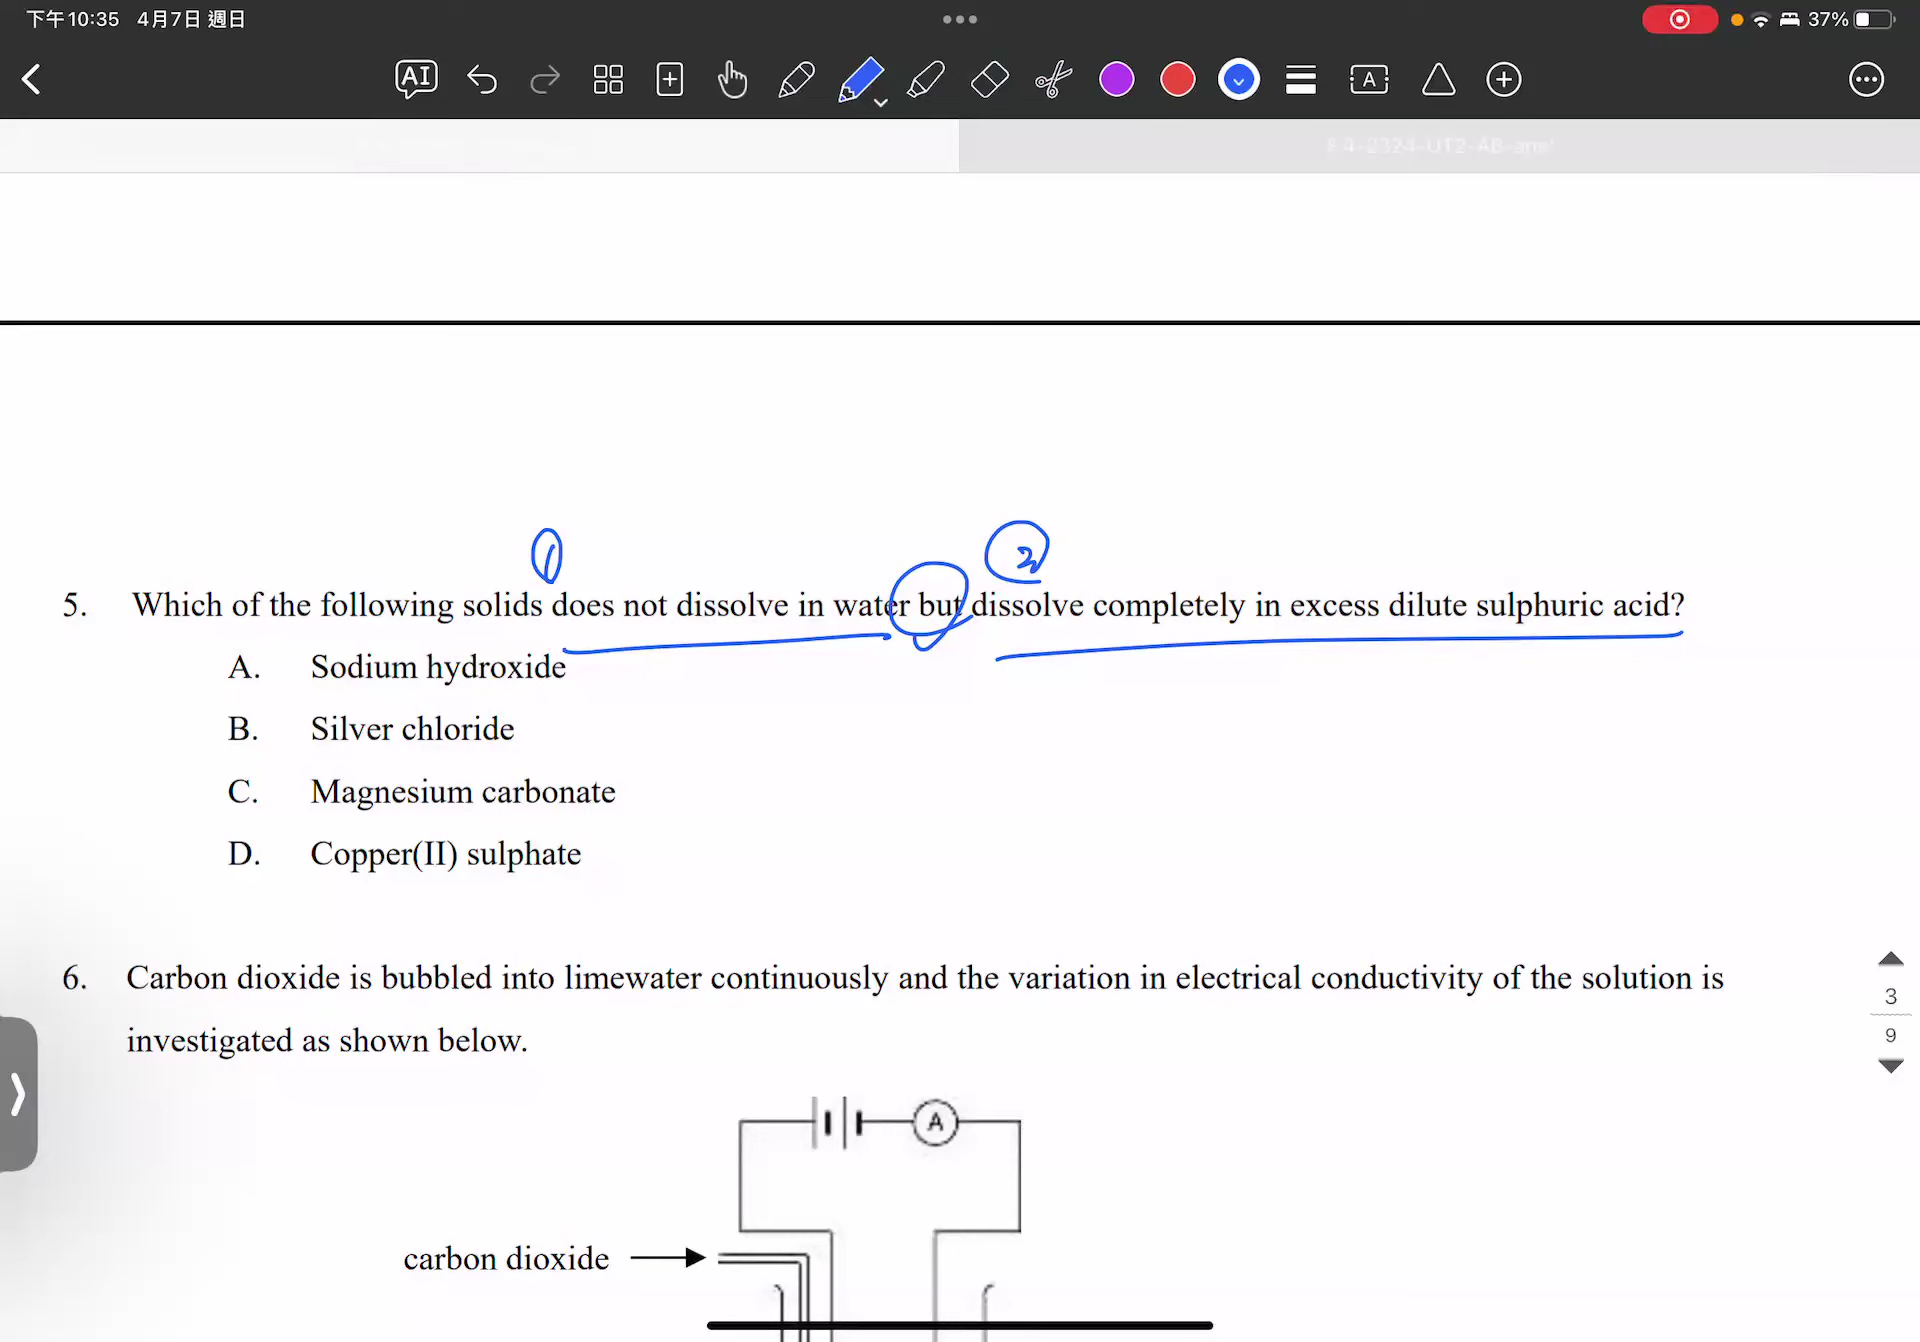 下午10:35 4月7日 週日
37%
AI
A
①
②
5. Which of the following solids does not dissolve in water but dissolve completely in excess dilute sulphuric acid?
A. Sodium hydroxide
B. Silver chloride
C. Magnesium carbonate
D. Copper(II) sulphate
6. Carbon dioxide is bubbled into limewater continuously and the variation in electrical conductivity of the solution is
investigated as shown below.
3
9
A
carbon dioxide